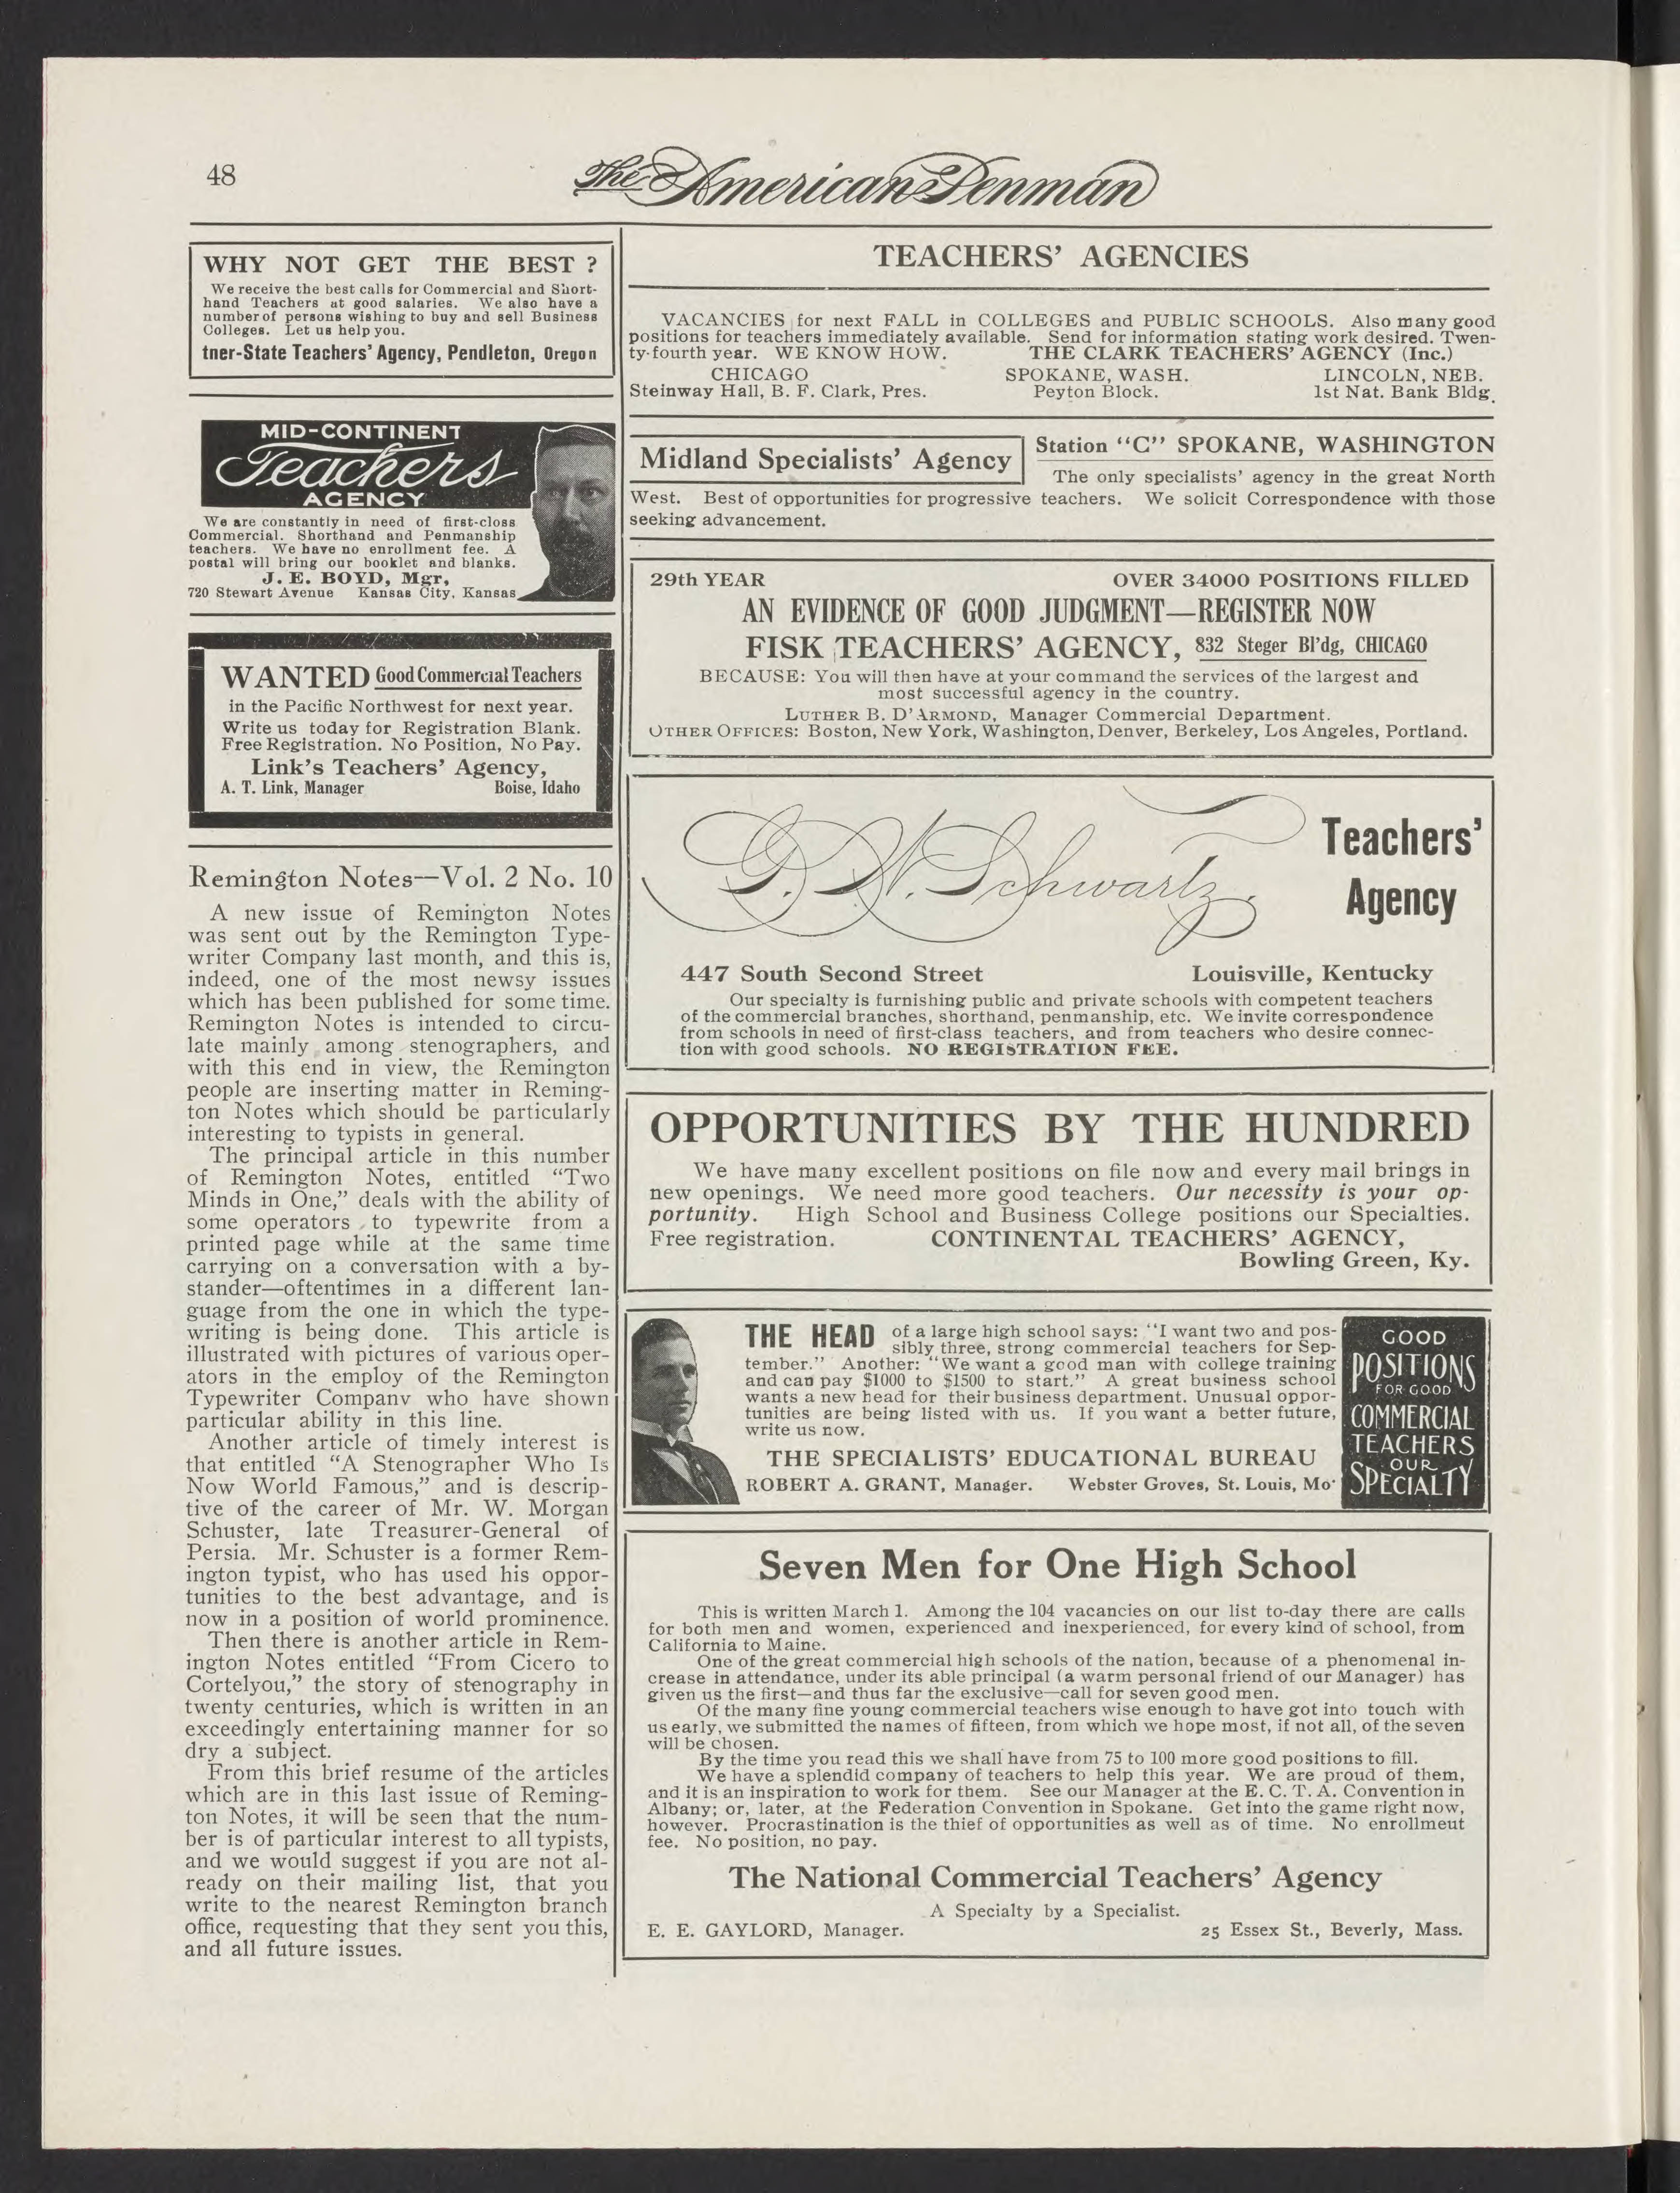 48
The American Penman
WHY NOT GET THE BEST ?
We receive the best calls for Commercial and Short-
hand Teachers at good salaries. We also have a
number of persons wishing to buy and sell Business
Colleges. Let us help you.
tner-State Teachers' Agency, Pendleton, Oregon
MID-CONTINENT
Teachers
AGENCY
We are constantly in need of first-closs
Commercial. Shorthand and Penmanship
teachers. We have no enrollment fee. A
postal will bring our booklet and blanks.
J. E. BOYD, Mgr,
720 Stewart Avenue Kansas City, Kansas
WANTED Good Commercial Teachers
in the Pacific Northwest for next year.
Write us today for Registration Blank.
Free Registration. No Position, No Pay.
Link's Teachers' Agency,
A. T. Link, Manager Boise, Idaho
Remington Notes—Vol. 2 No. 10
A new issue of Remington Notes
was sent out by the Remington Type-
writer Company last month, and this is,
indeed, one of the most newsy issues
which has been published for some time.
Remington Notes is intended to circu-
late mainly among stenographers, and
with this end in view, the Remington
people are inserting matter in Reming-
ton Notes which should be particularly
interesting to typists in general.
The principal article in this number
of Remington Notes, entitled "Two
Minds in One," deals with the ability of
some operators to typewrite from a
printed page while at the same time
carrying on a conversation with a by-
stander—oftentimes in a different lan-
guage from the one in which the type-
writing is being done. This article is
illustrated with pictures of various oper-
ators in the employ of the Remington
Typewriter Company who have shown
particular ability in this line.
Another article of timely interest is
that entitled "A Stenographer Who Is
Now World Famous," and is descrip-
tive of the career of Mr. W. Morgan
Schuster, late Treasurer-General of
Persia. Mr. Schuster is a former Rem-
ington typist, who has used his oppor-
tunities to the best advantage, and is
now in a position of world prominence.
Then there is another article in Rem-
ington Notes entitled "From Cicero to
Cortelyou," the story of stenography in
twenty centuries, which is written in an
exceedingly entertaining manner for so
dry a subject.
From this brief resume of the articles
which are in this last issue of Reming-
ton Notes, it will be seen that the num-
ber is of particular interest to all typists,
and we would suggest if you are not al-
ready on their mailing list, that you
write to the nearest Remington branch
office, requesting that they sent you this,
and all future issues.
TEACHERS' AGENCIES
VACANCIES for next FALL in COLLEGES and PUBLIC SCHOOLS. Also many good
positions for teachers immediately available. Send for information stating work desired. Twen-
ty-fourth year. WE KNOW HOW. THE CLARK TEACHERS' AGENCY (Inc.)
CHICAGO SPOKANE, WASH. LINCOLN, NEB.
Steinway Hall, B. F. Clark, Pres. Peyton Block. 1st Nat. Bank Bldg.
Midland Specialists' Agency
Station "C" SPOKANE, WASHINGTON
The only specialists' agency in the great North
West. Best of opportunities for progressive teachers. We solicit Correspondence with those
seeking advancement.
29th YEAR OVER 34000 POSITIONS FILLED
AN EVIDENCE OF GOOD JUDGMENT—REGISTER NOW
FISK TEACHERS' AGENCY, 832 Steger Bl'dg, CHICAGO
BECAUSE: You will then have at your command the services of the largest and
most successful agency in the country.
LUTHER B. D'ARMOND, Manager Commercial Department.
OTHER OFFICES: Boston, New York, Washington, Denver, Berkeley, Los Angeles, Portland.
G. W. Schwartz.
Teachers'
Agency
447 South Second Street Louisville, Kentucky
Our specialty is furnishing public and private schools with competent teachers
of the commercial branches, shorthand, penmanship, etc. We invite correspondence
from schools in need of first-class teachers, and from teachers who desire connec-
tion with good schools. NO REGISTRATION FEE.
OPPORTUNITIES BY THE HUNDRED
We have many excellent positions on file now and every mail brings in
new openings. We need more good teachers. Our necessity is your op-
portunity. High School and Business College positions our Specialties.
Free registration. CONTINENTAL TEACHERS' AGENCY,
Bowling Green, Ky.
THE HEAD of a large high school says: "I want two and pos-
sibly three, strong commercial teachers for Sep-
tember." Another: "We want a good man with college training
and can pay $1000 to $1500 to start." A great business school
wants a new head for their business department. Unusual oppor-
tunities are being listed with us. If you want a better future,
write us now.
THE SPECIALISTS' EDUCATIONAL BUREAU
ROBERT A. GRANT, Manager. Webster Groves, St. Louis, Mo.
GOOD
POSITIONS
FOR GOOD
COMMERCIAL
TEACHERS
OUR
SPECIALTY
Seven Men for One High School
This is written March 1. Among the 104 vacancies on our list to-day there are calls
for both men and women, experienced and inexperienced, for every kind of school, from
California to Maine.
One of the great commercial high schools of the nation, because of a phenomenal in-
crease in attendance, under its able principal (a warm personal friend of our Manager) has
given us the first—and thus far the exclusive—call for seven good men.
Of the many fine young commercial teachers wise enough to have got into touch with
us early, we submitted the names of fifteen, from which we hope most, if not all, of the seven
will be chosen.
By the time you read this we shall have from 75 to 100 more good positions to fill.
We have a splendid company of teachers to help this year. We are proud of them,
and it is an inspiration to work for them. See our Manager at the E. C. T. A. Convention in
Albany; or, later, at the Federation Convention in Spokane. Get into the game right now,
however. Procrastination is the thief of opportunities as well as of time. No enrollmeut
fee. No position, no pay.
The National Commercial Teachers' Agency
A Specialty by a Specialist.
E. E. GAYLORD, Manager. 25 Essex St., Beverly, Mass.